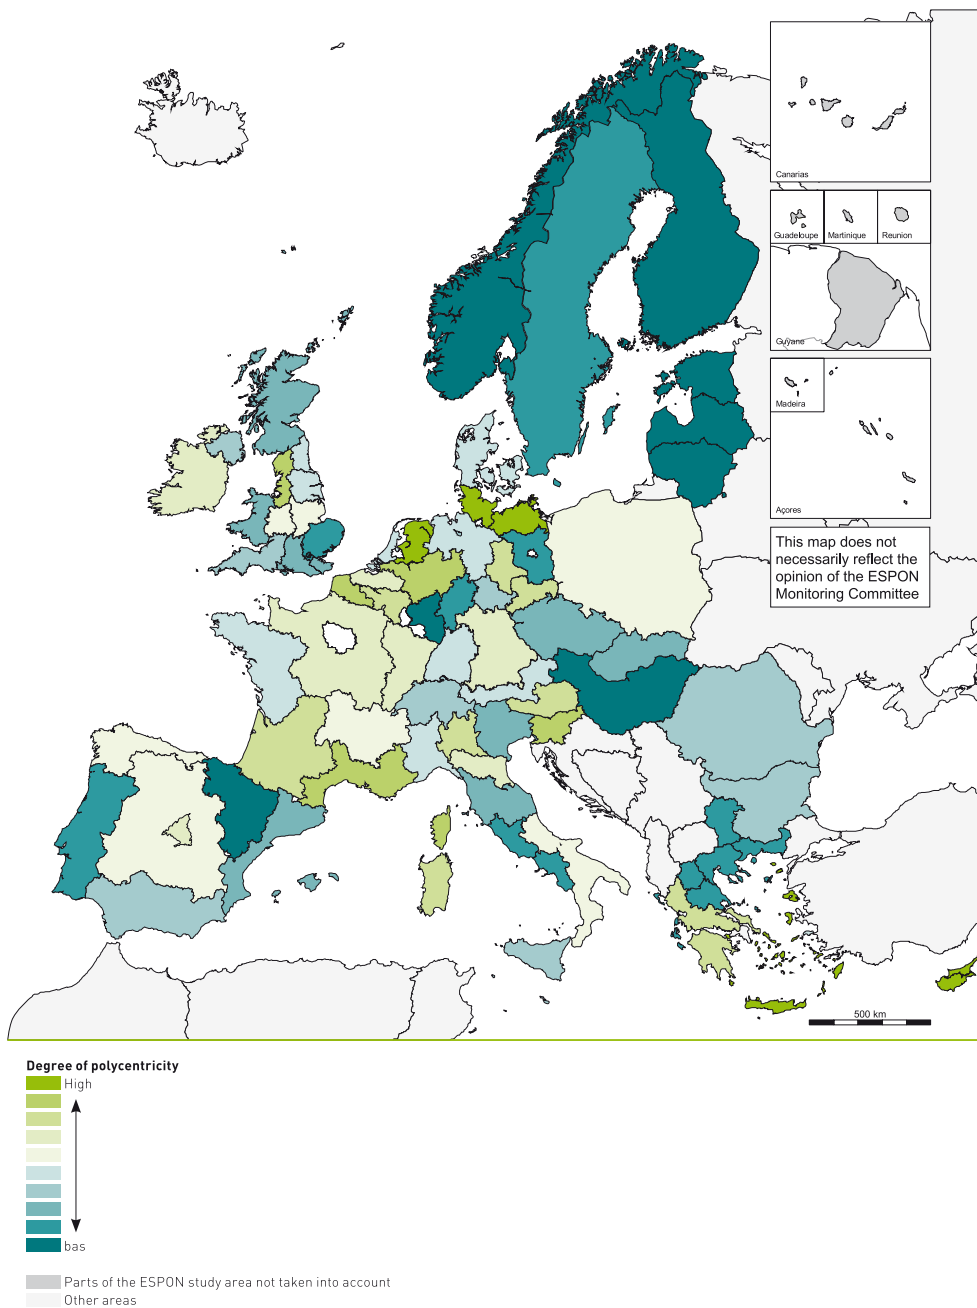 Canarias
Guadeloupe
Martinique
Reunion
Guyane
Madeira
Açores
This map does not
necessarily reflect the
opinion of the ESPON
Monitoring Committee
500 km
Degree of polycentricity
High
bas
Parts of the ESPON study area not taken into account
Other areas